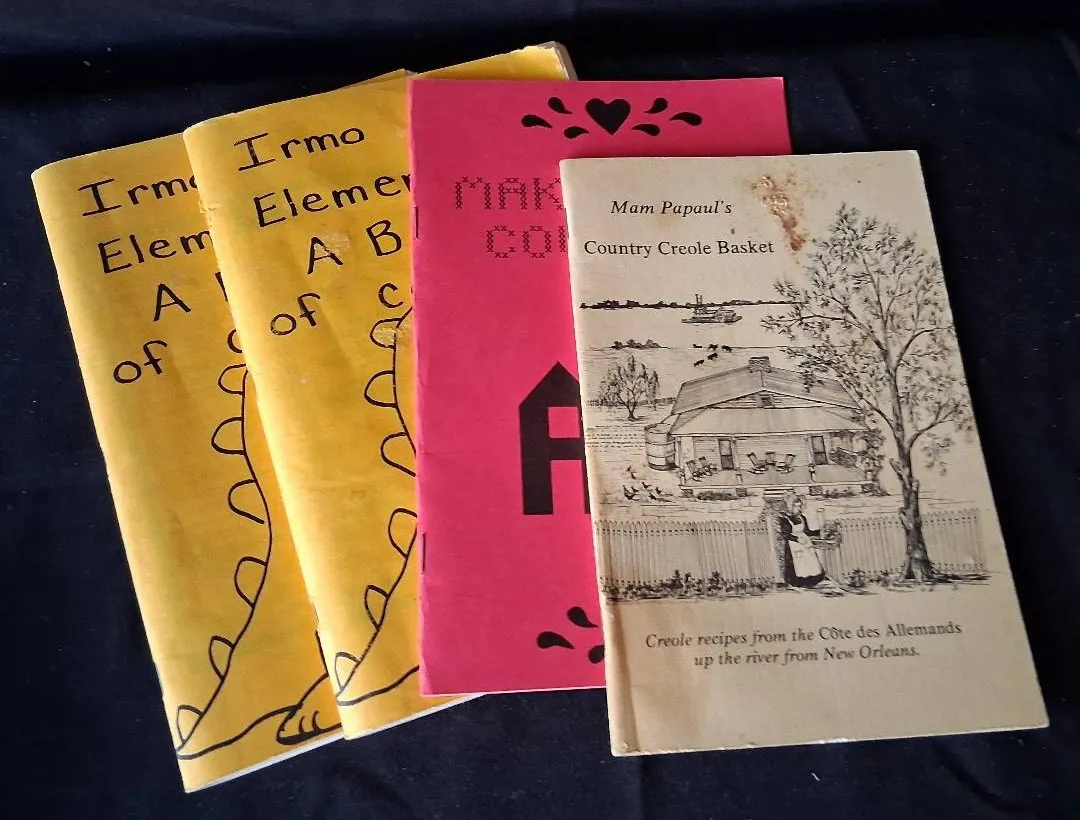 Irmo
Elem
A
of
Irmo
Elemen
A B
of C
MAK
CO
Mam Papaul's
Country Creole Basket
Creole recipes from the Côte des Allemands
up the river from New Orleans.